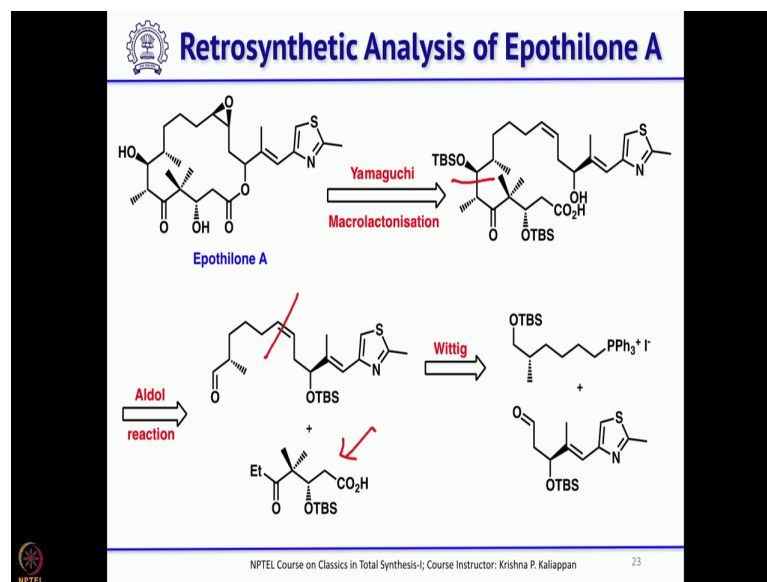 Retrosynthetic Analysis of Epothilone A
O
S
N
HO
O
O
OH
O
Epothilone A
Yamaguchi
Macrolactonisation
S
N
TBSO
OH
CO2H
O
OTBS
Aldol
reaction
S
N
O
OTBS
+
Et
CO2H
O
OTBS
Wittig
OTBS
PPh3+ I-
+
O
S
N
OTBS
NPTEL
NPTEL Course on Classics in Total Synthesis-I; Course Instructor: Krishna P. Kaliappan
23